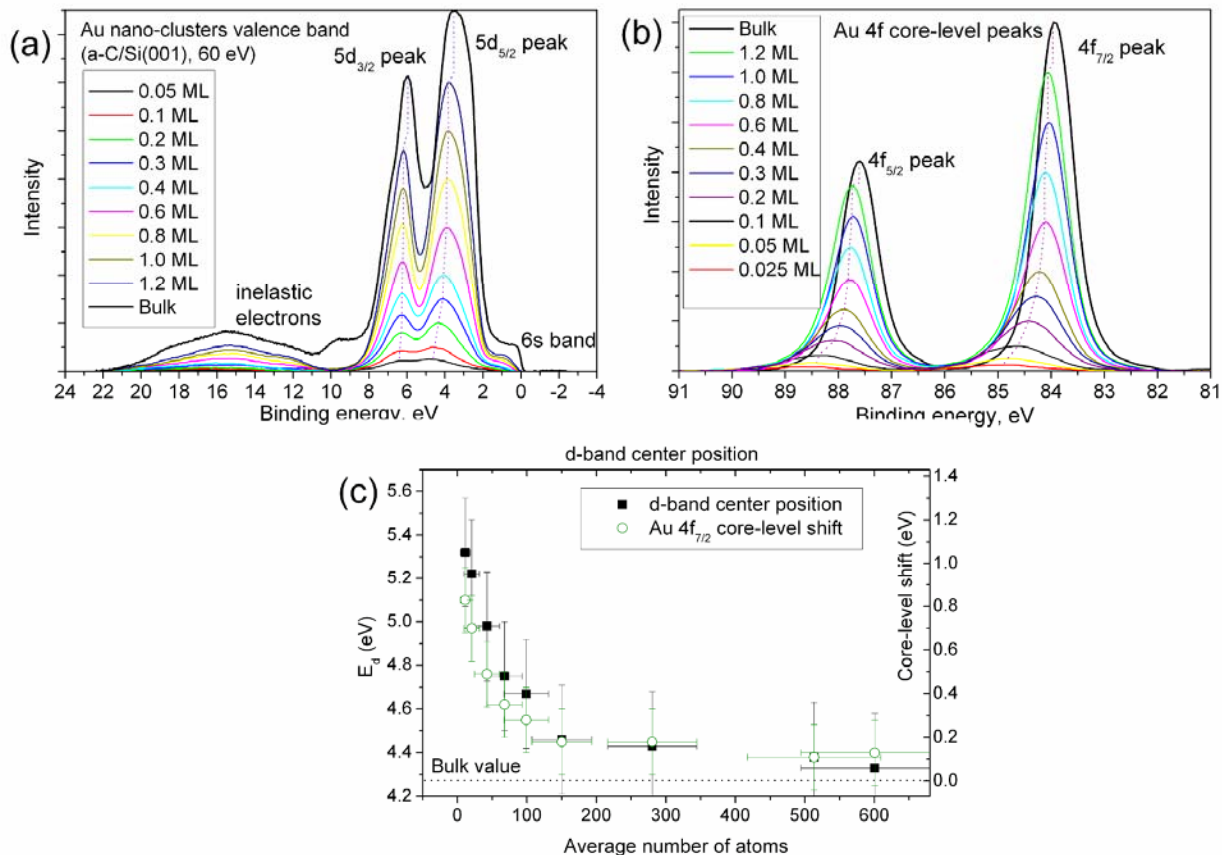 (a)
Au nano-clusters valence band
(a-C/Si(001), 60 eV)
5d3/2 peak
5d5/2 peak
0.05 ML
0.1 ML
0.2 ML
0.3 ML
0.4 ML
0.6 ML
0.8 ML
1.0 ML
1.2 ML
Bulk
inelastic
electrons
6s band
Intensity
24 22 20 18 16 14 12 10 8 6 4 2 0 -2 -4
Binding energy, eV
(b)
Bulk
1.2 ML
1.0 ML
0.8 ML
0.6 ML
0.4 ML
0.3 ML
0.2 ML
0.1 ML
0.05 ML
0.025 ML
Au 4f core-level peaks
4f7/2 peak
4f5/2 peak
Intensity
91 90 89 88 87 86 85 84 83 82 81
Binding energy, eV
d-band center position
(c)
d-band center position
Au 4f7/2 core-level shift
Bulk value
Ed (eV)
5.6
5.4
5.2
5.0
4.8
4.6
4.4
4.2
Core-level shift (eV)
1.4
1.2
1.0
0.8
0.6
0.4
0.2
0.0
0 100 200 300 400 500 600
Average number of atoms